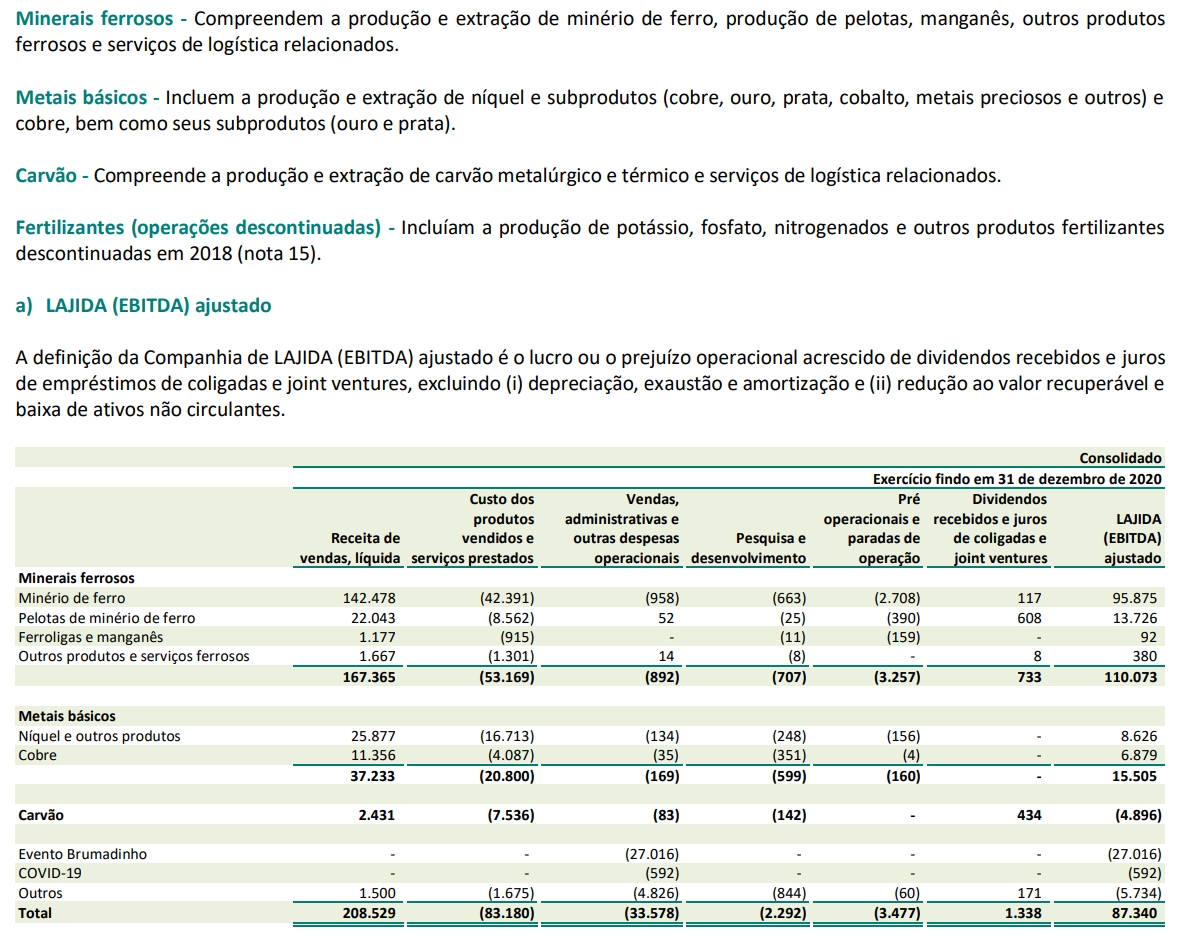 Minerais ferrosos - Compreendem a produção e extração de minério de ferro, produção de pelotas, manganês, outros produtos
ferrosos e serviços de logística relacionados.
Metais básicos - Incluem a produção e extração de níquel e subprodutos (cobre, ouro, prata, cobalto, metais preciosos e outros) e
cobre, bem como seus subprodutos (ouro e prata).
Carvão - Compreende a produção e extração de carvão metalúrgico e térmico e serviços de logística relacionados.
Fertilizantes (operações descontinuadas) - Incluíam a produção de potássio, fosfato, nitrogenados e outros produtos fertilizantes
descontinuadas em 2018 (nota 15).
a) LAJIDA (EBITDA) ajustado
A definição da Companhia de LAJIDA (EBITDA) ajustado é o lucro ou o prejuízo operacional acrescido de dividendos recebidos e juros
de empréstimos de coligadas e joint ventures, excluindo (i) depreciação, exaustão e amortização e (ii) redução ao valor recuperável e
baixa de ativos não circulantes.
Consolidado
Exercício findo em 31 de dezembro de 2020
Custo dos Vendas, Pré Dividendos
produtos administrativas e operacionais e recebidos e juros LAJIDA
Receita de vendidos e outras despesas Pesquisa e paradas de de coligadas e (EBITDA)
vendas, líquida serviços prestados operacionais desenvolvimento operação joint ventures ajustado
Minerais ferrosos
Minério de ferro 142.478 (42.391) (958) (663) (2.708) 117 95.875
Pelotas de minério de ferro 22.043 (8.562) 52 (25) (390) 608 13.726
Ferroligas e manganês 1.177 (915) - (11) (159) - 92
Outros produtos e serviços ferrosos 1.667 (1.301) 14 (8) - 8 380
167.365 (53.169) (892) (707) (3.257) 733 110.073
Metais básicos
Níquel e outros produtos 25.877 (16.713) (134) (248) (156) - 8.626
Cobre 11.356 (4.087) (35) (351) (4) - 6.879
37.233 (20.800) (169) (599) (160) - 15.505
Carvão 2.431 (7.536) (83) (142) - 434 (4.896)
Evento Brumadinho - - (27.016) - - - (27.016)
COVID-19 - - (592) - - - (592)
Outros 1.500 (1.675) (4.826) (844) (60) 171 (5.734)
Total 208.529 (83.180) (33.578) (2.292) (3.477) 1.338 87.340